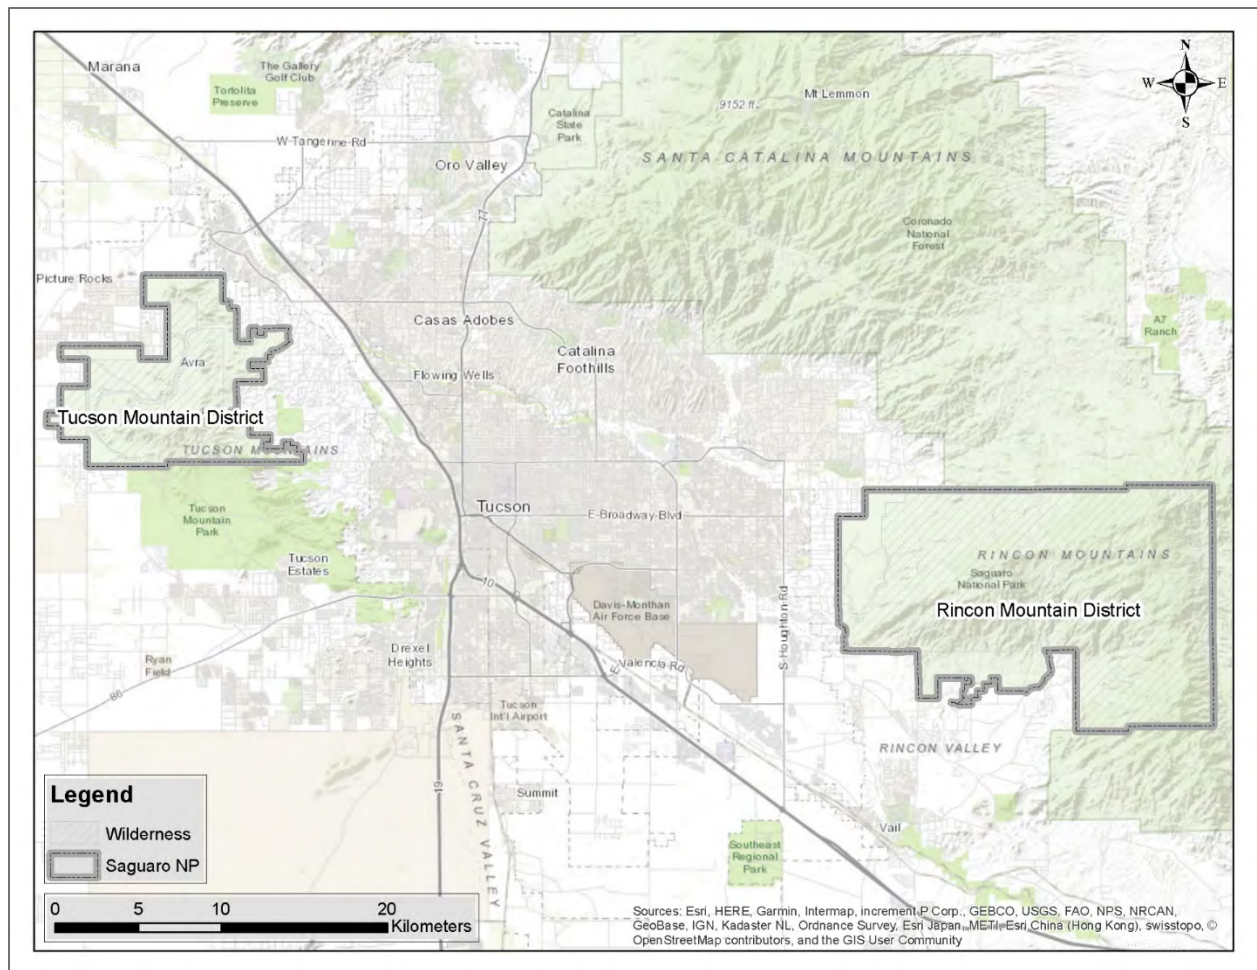 N
W
E
S
Marana
The Gallery
Golf Club
Tortolita
Preserve
9152 ft.
Mt Lemmon
Catalina
State
Park
W Tangerine Rd
Oro Valley
SANTA CATALINA MOUNTAINS
77
Coronado
National
Forest
Picture Rocks
A7
Ranch
Casas Adobes
Avra
Catalina
Foothills
Flowing Wells
Tucson Mountain District
TUCSON MOUNTAINS
Tucson
Mountain
Park
Tucson
E Broadway Blvd
Tucson
Estates
RINCON MOUNTAINS
Saguaro
National Park
10
Davis-Monthan
Air Force Base
Rincon Mountain District
S Houghton Rd
Drexel
Heights
Ryan
Field
E Valencia Rd
86
Tucson
Int'l Airport
SANTA CRUZ VALLEY
RINCON VALLEY
19
Summit
Vail
Southeast
Regional
Park
Legend
Wilderness
Saguaro NP
0 5 10 20
Kilometers
Sources: Esri, HERE, Garmin, Intermap, increment P Corp., GEBCO, USGS, FAO, NPS, NRCAN,
GeoBase, IGN, Kadaster NL, Ordnance Survey, Esri Japan, METI, Esri China (Hong Kong), swisstopo, ©
OpenStreetMap contributors, and the GIS User Community